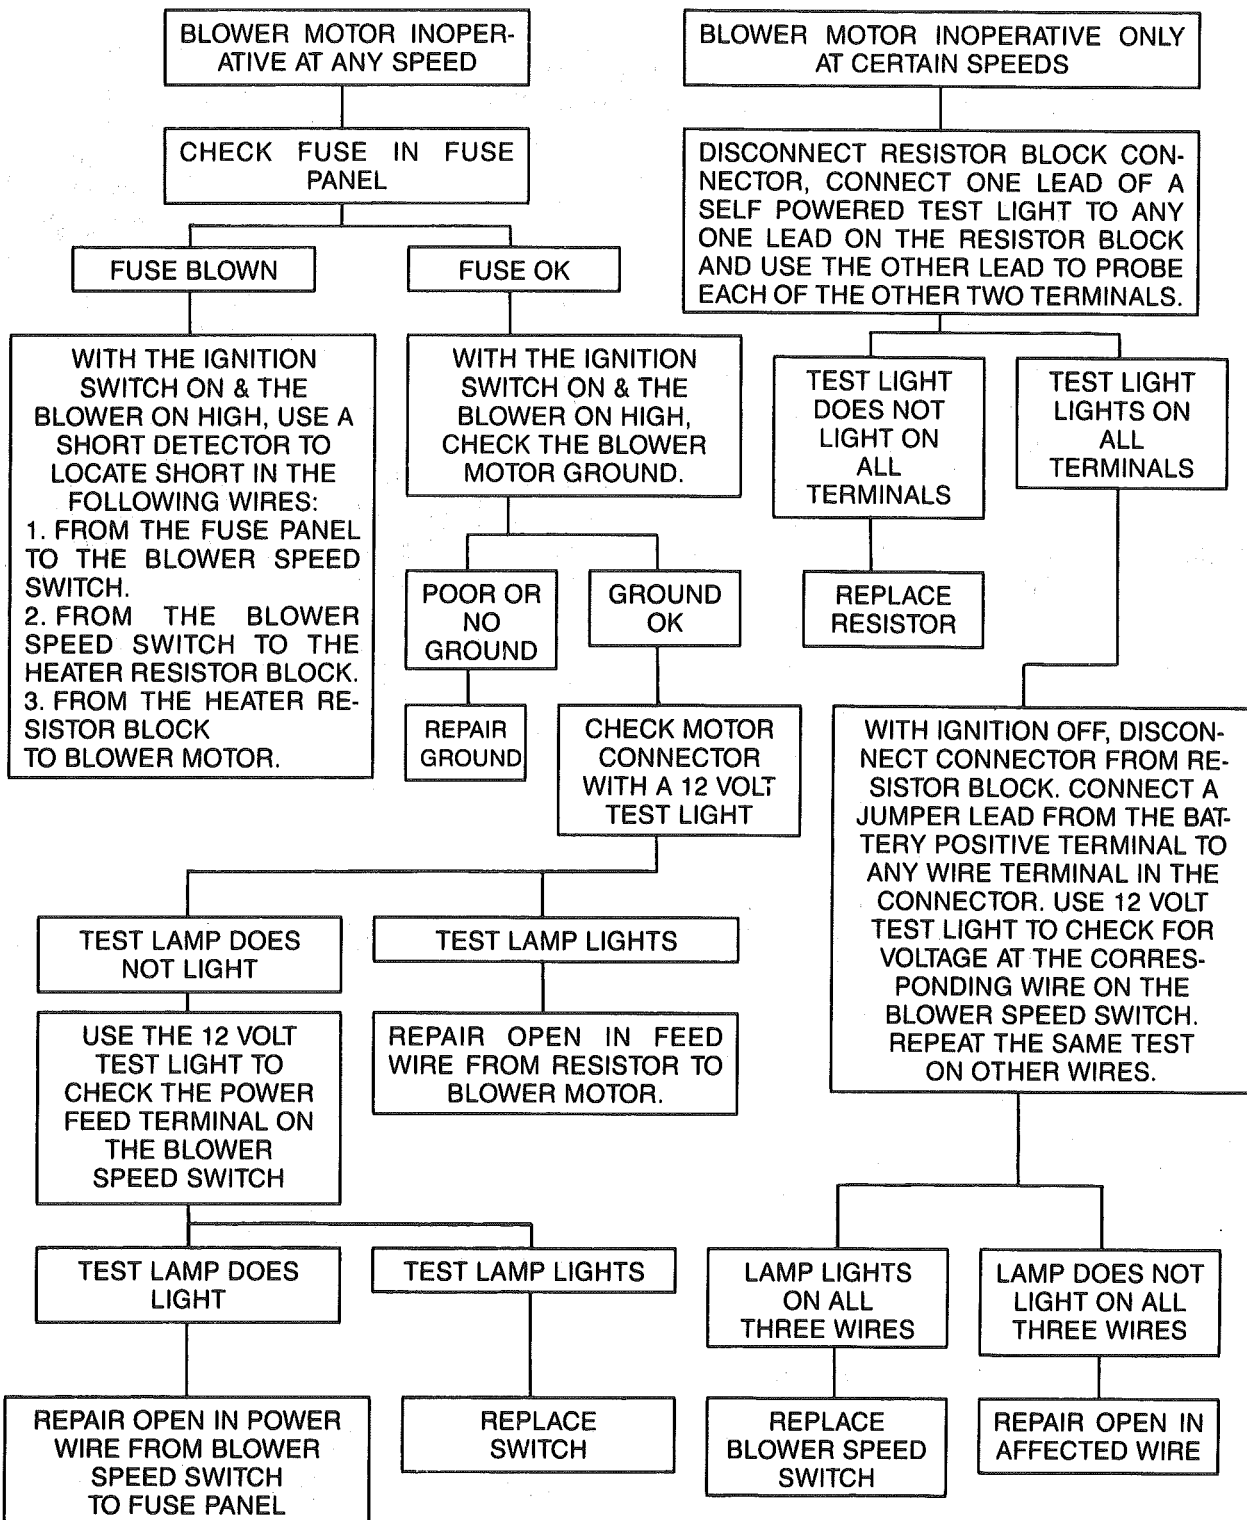 BLOWER MOTOR INOPER-
ATIVE AT ANY SPEED
CHECK FUSE IN FUSE
PANEL
FUSE BLOWN
FUSE OK
WITH THE IGNITION
SWITCH ON & THE
BLOWER ON HIGH, USE A
SHORT DETECTOR TO
LOCATE SHORT IN THE
FOLLOWING WIRES:
1. FROM THE FUSE PANEL
TO THE BLOWER SPEED
SWITCH.
2. FROM THE BLOWER
SPEED SWITCH TO THE
HEATER RESISTOR BLOCK.
3. FROM THE HEATER RE-
SISTOR BLOCK
TO BLOWER MOTOR.
WITH THE IGNITION
SWITCH ON & THE
BLOWER ON HIGH,
CHECK THE BLOWER
MOTOR GROUND.
POOR OR
NO
GROUND
GROUND
OK
REPAIR
GROUND
CHECK MOTOR
CONNECTOR
WITH A 12 VOLT
TEST LIGHT
TEST LAMP DOES
NOT LIGHT
TEST LAMP LIGHTS
USE THE 12 VOLT
TEST LIGHT TO
CHECK THE POWER
FEED TERMINAL ON
THE BLOWER
SPEED SWITCH
REPAIR OPEN IN FEED
WIRE FROM RESISTOR TO
BLOWER MOTOR.
TEST LAMP DOES
LIGHT
TEST LAMP LIGHTS
REPAIR OPEN IN POWER
WIRE FROM BLOWER
SPEED SWITCH
TO FUSE PANEL
REPLACE
SWITCH
BLOWER MOTOR INOPERATIVE ONLY
AT CERTAIN SPEEDS
DISCONNECT RESISTOR BLOCK CON-
NECTOR, CONNECT ONE LEAD OF A
SELF POWERED TEST LIGHT TO ANY
ONE LEAD ON THE RESISTOR BLOCK
AND USE THE OTHER LEAD TO PROBE
EACH OF THE OTHER TWO TERMINALS.
TEST LIGHT
DOES NOT
LIGHT ON
ALL
TERMINALS
TEST LIGHT
LIGHTS ON
ALL
TERMINALS
REPLACE
RESISTOR
WITH IGNITION OFF, DISCON-
NECT CONNECTOR FROM RE-
SISTOR BLOCK. CONNECT A
JUMPER LEAD FROM THE BAT-
TERY POSITIVE TERMINAL TO
ANY WIRE TERMINAL IN THE
CONNECTOR. USE 12 VOLT
TEST LIGHT TO CHECK FOR
VOLTAGE AT THE CORRES-
PONDING WIRE ON THE
BLOWER SPEED SWITCH.
REPEAT THE SAME TEST
ON OTHER WIRES.
LAMP LIGHTS
ON ALL
THREE WIRES
LAMP DOES NOT
LIGHT ON ALL
THREE WIRES
REPLACE
BLOWER SPEED
SWITCH
REPAIR OPEN IN
AFFECTED WIRE